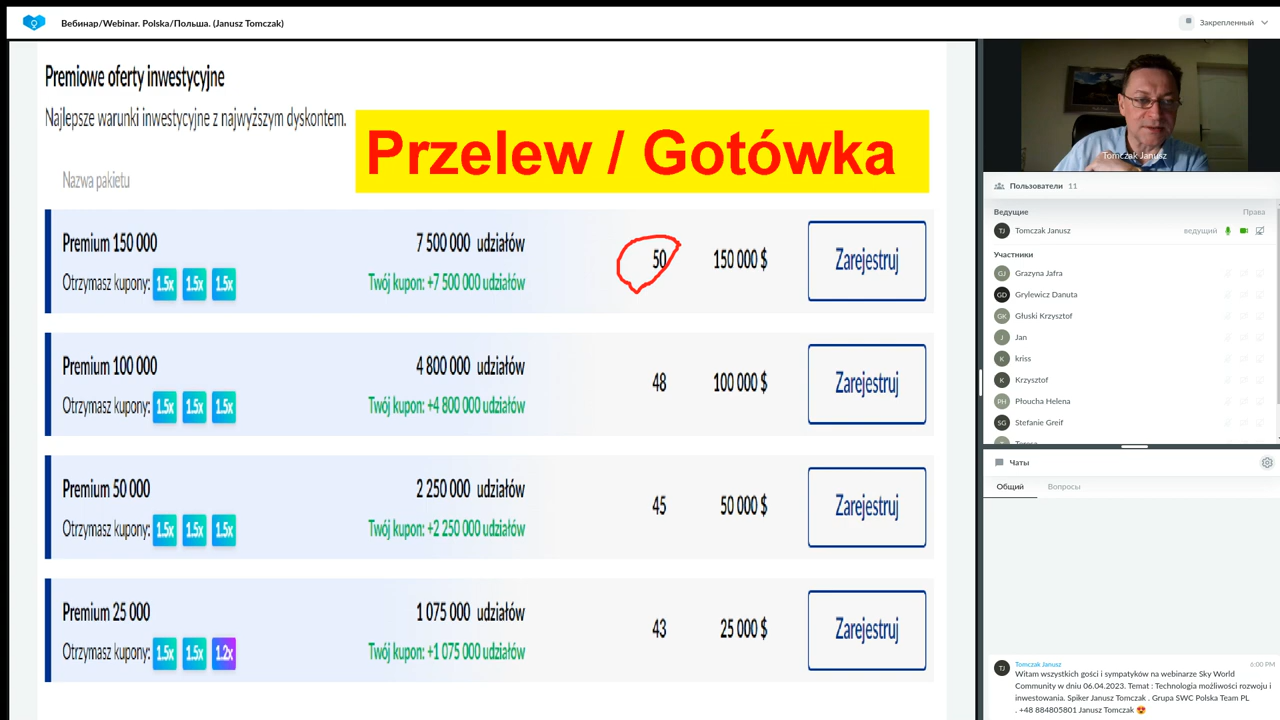 Вебинар/Webinar. Polska/Польша. (Janusz Tomczak)
Закрепленный
Premiowe oferty inwestycyjne
Najlepsze warunki inwestycyjne z najwyższym dyskontem.
Przelew / Gotówka
Nazwa pakietu
Premium 150 000
7 500 000 udziałów
50
150 000 $
Zarejestruj
Otrzymasz kupony: 1.5x 1.5x 1.5x
Twój kupon: +7 500 000 udziałów
Premium 100 000
4 800 000 udziałów
48
100 000 $
Zarejestruj
Otrzymasz kupony: 1.5x 1.5x 1.5x
Twój kupon: +4 800 000 udziałów
Premium 50 000
2 250 000 udziałów
45
50 000 $
Zarejestruj
Otrzymasz kupony: 1.5x 1.5x 1.5x
Twój kupon: +2 250 000 udziałów
Premium 25 000
1 075 000 udziałów
43
25 000 $
Zarejestruj
Otrzymasz kupony: 1.5x 1.5x 1.2x
Twój kupon: +1 075 000 udziałów
Tomczak Janusz
Пользователи 11
Ведущие
Права
TJ Tomczak Janusz
ведущий
Участники
GJ Grazyna Jafra
GD Grylewicz Danuta
GK Głuski Krzysztof
J Jan
K kriss
K Krzysztof
PH Płoucha Helena
SG Stefanie Greif
Чаты
Общий
Вопросы
TJ
Tomczak Janusz
6:00 PM
Witam wszystkich gości i sympatyków na webinarze Sky World
Community w dniu 06.04.2023. Temat : Technologia możliwości rozwoju i
inwestowania. Spiker Janusz Tomczak . Grupa SWC Polska Team PL
. +48 884805801 Janusz Tomczak 😍